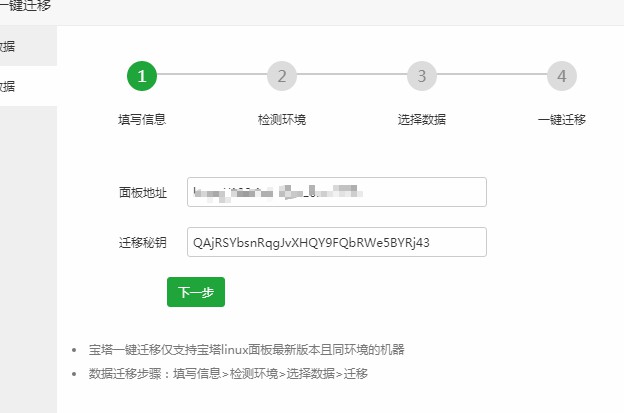 一键迁移
数据
数据
1
2
3
4
填写信息
检测环境
选择数据
一键迁移
面板地址
迁移秘钥
QAjRSYbsnRqgJvXHQY9FQbRWe5BYRj43
下一步
宝塔一键迁移仅支持宝塔linux面板最新版本且同环境的机器
数据迁移步骤：填写信息>检测环境>选择数据>迁移